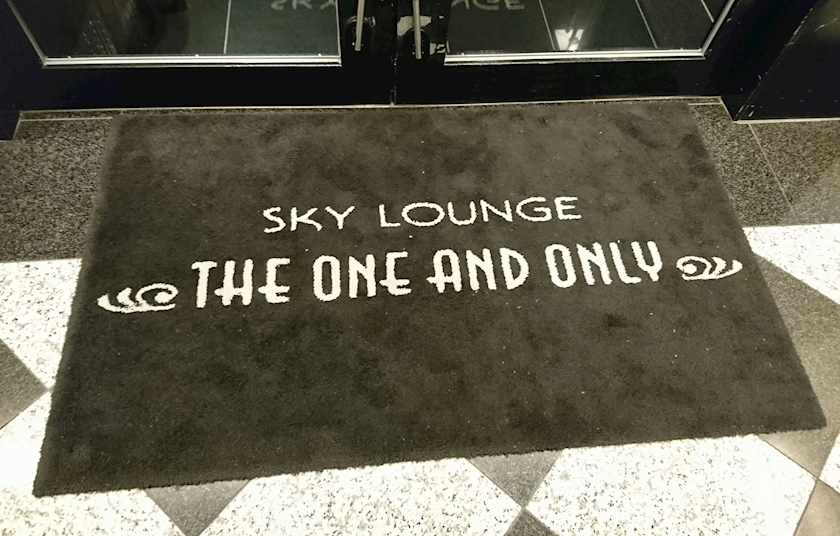 SKY LOUNGE
THE ONE AND ONLY